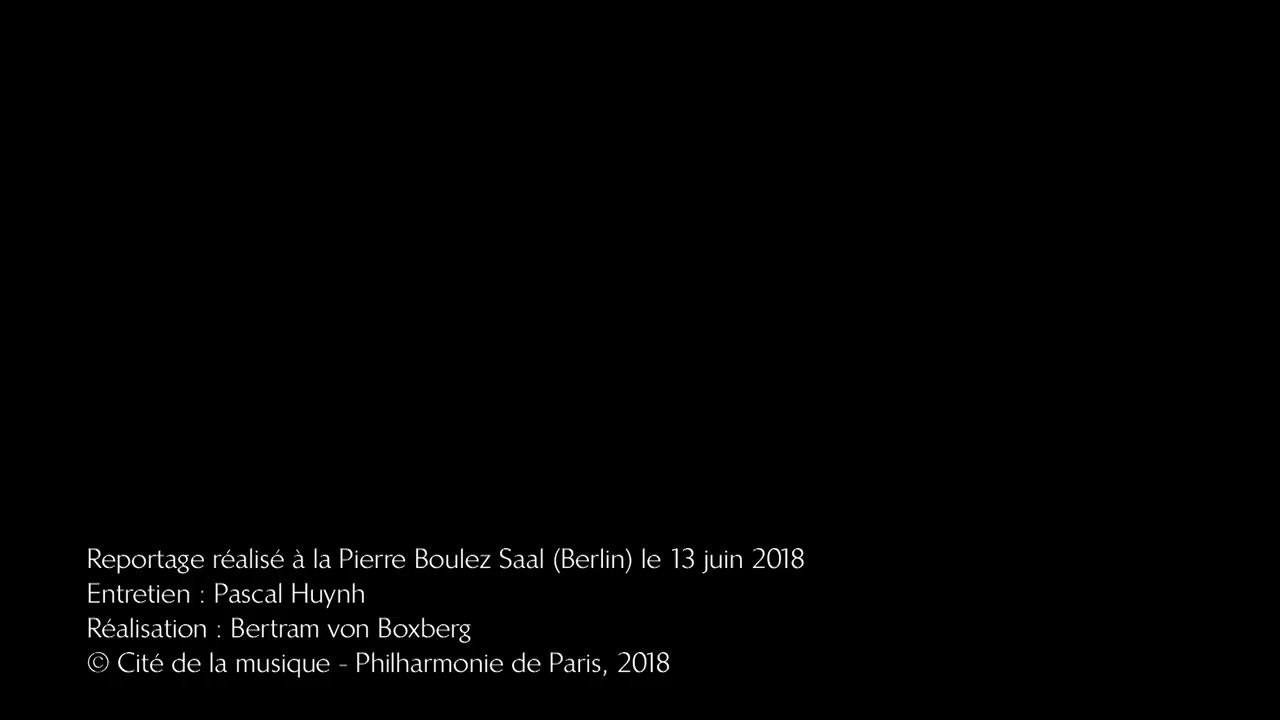 Reportage réalisé à la Pierre Boulez Saal (Berlin) le 13 juin 2018
Entretien : Pascal Huynh
Réalisation : Bertram von Boxberg
© Cité de la musique - Philharmonie de Paris, 2018